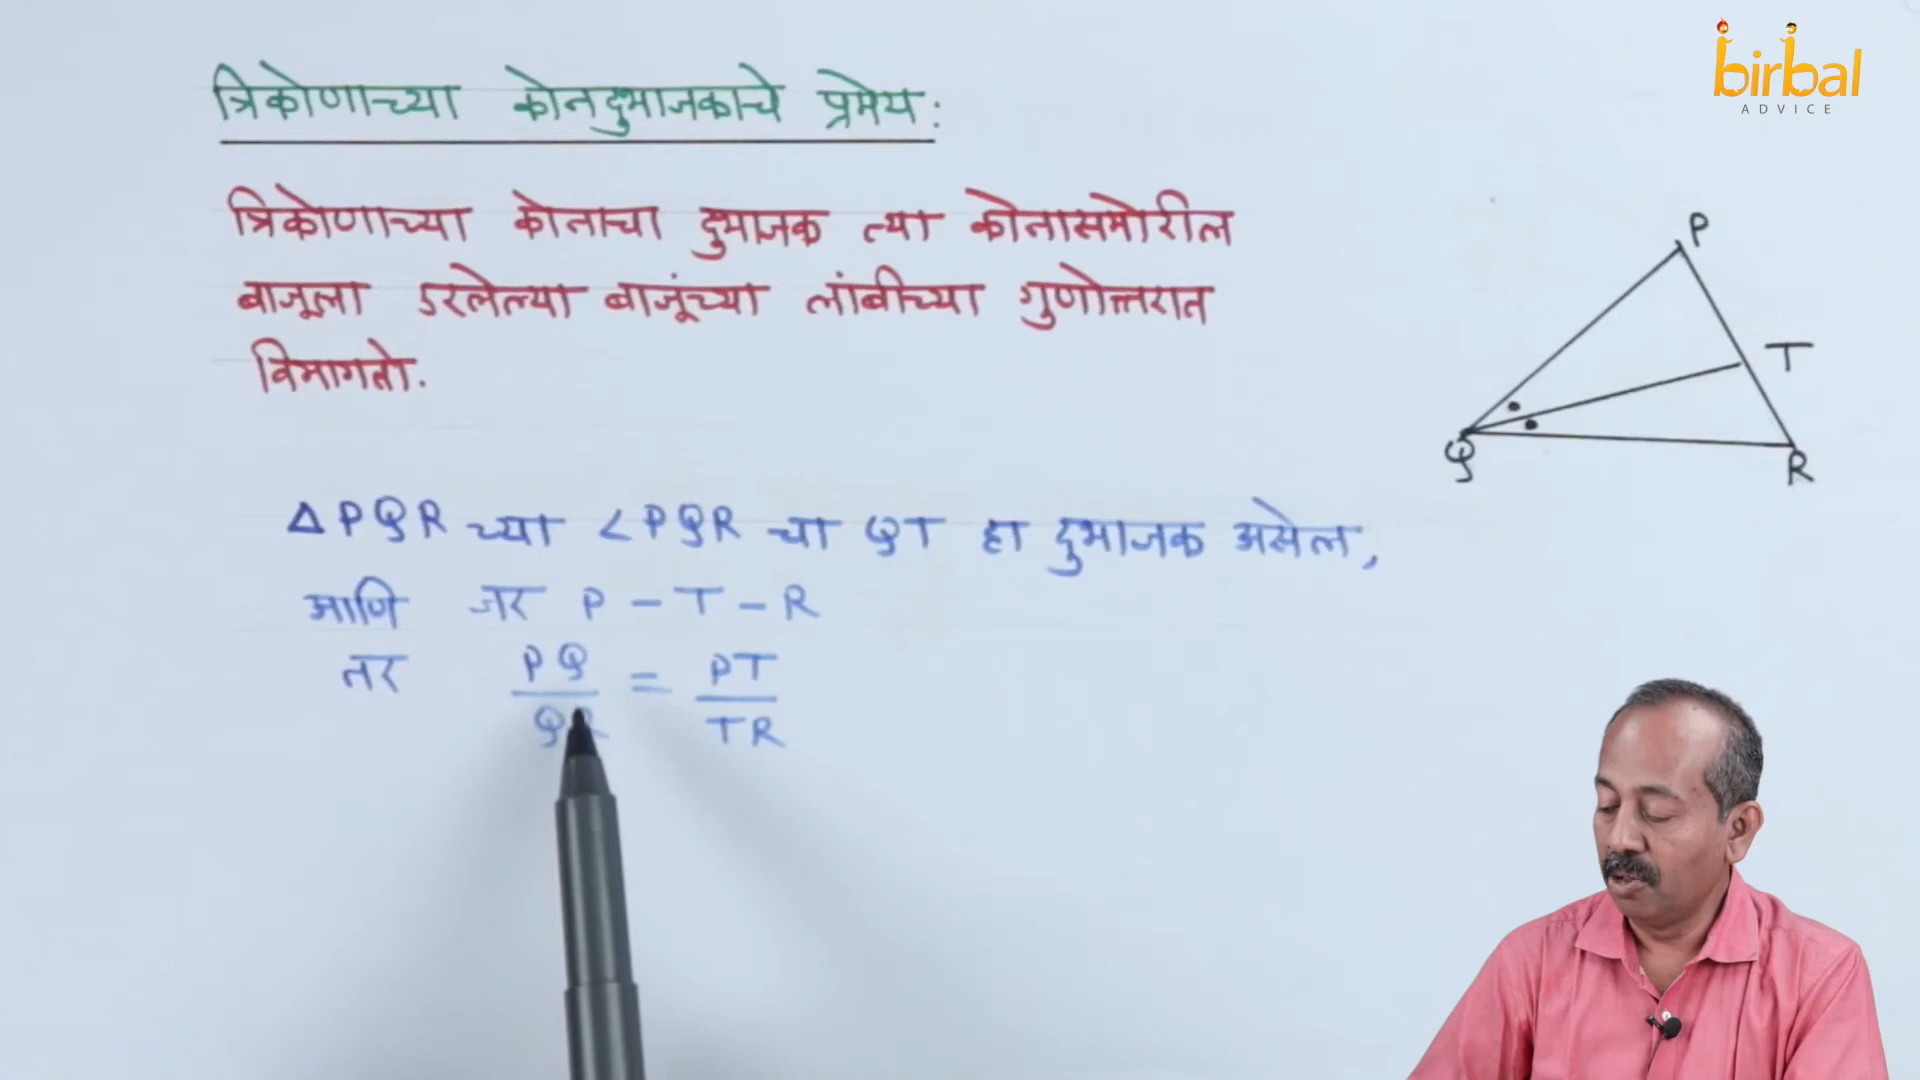 त्रिकोणाच्या कोनदुभाजकाचे प्रमेय:
त्रिकोणाच्या कोनाचा दुभाजक त्या कोनासमोरील
बाजूला उरलेल्या बाजूंच्या लांबीच्या गुणोत्तरात
विभागतो.
△PQR च्या ∠PQR चा QT हा दुभाजक असेल,
आणि जर P – T – R
तर PQ/QR = PT/TR
P
T
Q
R
birbal
ADVICE